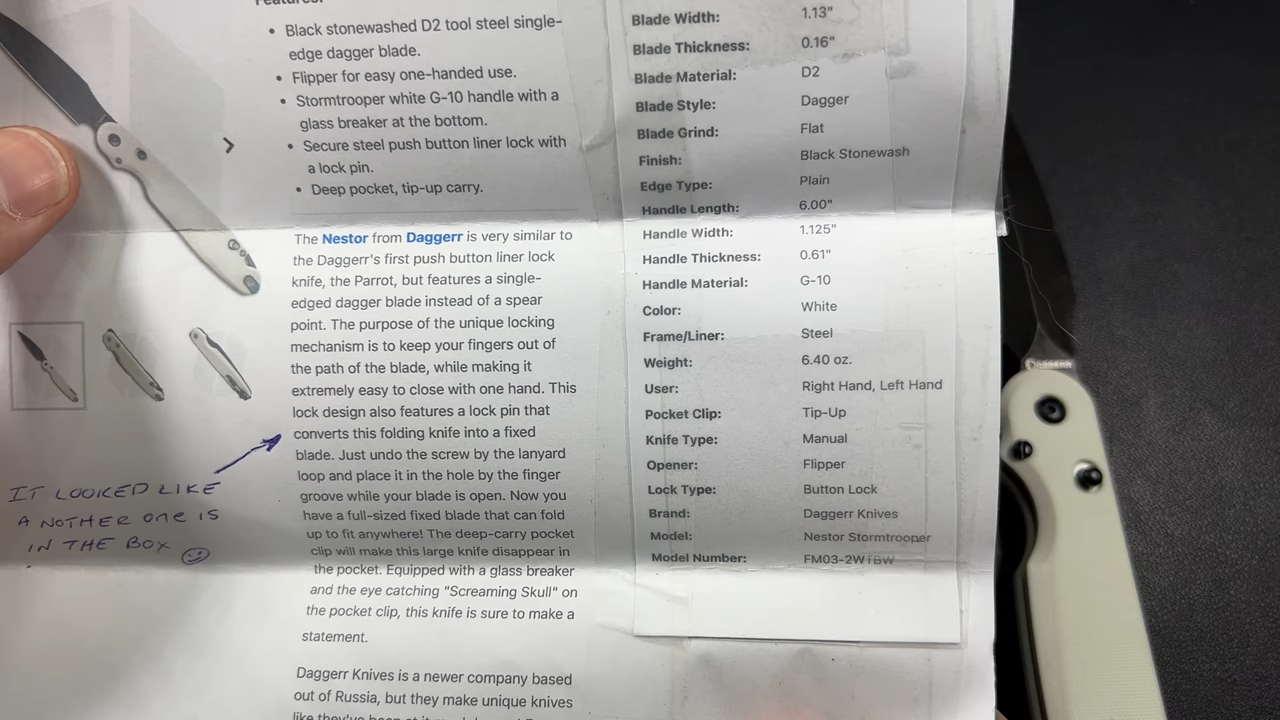 Features:
• Black stonewashed D2 tool steel single-
edge dagger blade.
• Flipper for easy one-handed use.
• Stormtrooper white G-10 handle with a
glass breaker at the bottom.
• Secure steel push button liner lock with
a lock pin.
• Deep pocket, tip-up carry.
The Nestor from Daggerr is very similar to
the Daggerr's first push button liner lock
knife, the Parrot, but features a single-
edged dagger blade instead of a spear
point. The purpose of the unique locking
mechanism is to keep your fingers out of
the path of the blade, while making it
extremely easy to close with one hand. This
lock design also features a lock pin that
converts this folding knife into a fixed
blade. Just undo the screw by the lanyard
loop and place it in the hole by the finger
groove while your blade is open. Now you
have a full-sized fixed blade that can fold
up to fit anywhere! The deep-carry pocket
clip will make this large knife disappear in
the pocket. Equipped with a glass breaker
and the eye catching "Screaming Skull" on
the pocket clip, this knife is sure to make a
statement.
Daggerr Knives is a newer company based
out of Russia, but they make unique knives
like they've been at it
IT LOOKED LIKE
ANOTHER ONE IS
IN THE BOX
Blade Width: 1.13"
Blade Thickness: 0.16"
Blade Material: D2
Blade Style: Dagger
Blade Grind: Flat
Finish: Black Stonewash
Edge Type: Plain
Handle Length: 6.00"
Handle Width: 1.125"
Handle Thickness: 0.61"
Handle Material: G-10
Color: White
Frame/Liner: Steel
Weight: 6.40 oz.
User: Right Hand, Left Hand
Pocket Clip: Tip-Up
Knife Type: Manual
Opener: Flipper
Lock Type: Button Lock
Brand: Daggerr Knives
Model: Nestor Stormtrooper
Model Number: FM03-2WTBW
Daggerr